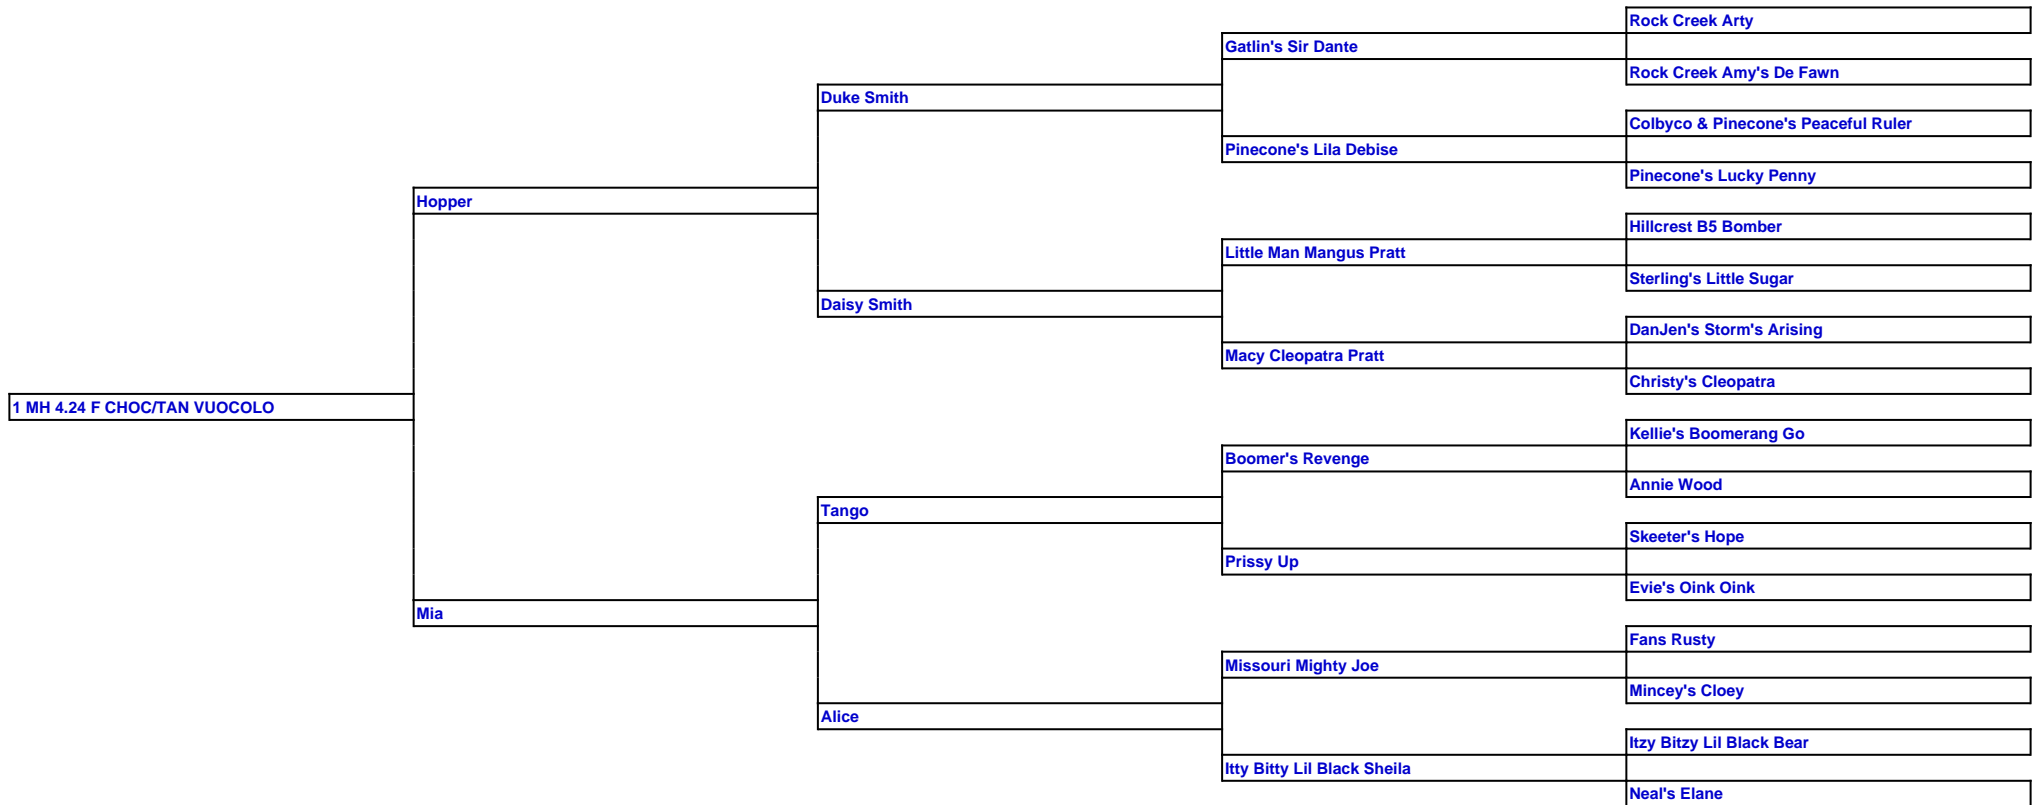 Rock Creek Arty
Gatlin's Sir Dante
Rock Creek Amy's De Fawn
Duke Smith
Colbyco & Pinecone's Peaceful Ruler
Pinecone's Lila Debise
Pinecone's Lucky Penny
Hopper
Hillcrest B5 Bomber
Little Man Mangus Pratt
Sterling's Little Sugar
Daisy Smith
DanJen's Storm's Arising
Macy Cleopatra Pratt
Christy's Cleopatra
1 MH 4.24 F CHOC/TAN VUOCOLO
Kellie's Boomerang Go
Boomer's Revenge
Annie Wood
Tango
Skeeter's Hope
Prissy Up
Evie's Oink Oink
Mia
Fans Rusty
Missouri Mighty Joe
Mincey's Cloey
Alice
Itzy Bitzy Lil Black Bear
Itty Bitty Lil Black Sheila
Neal's Elane